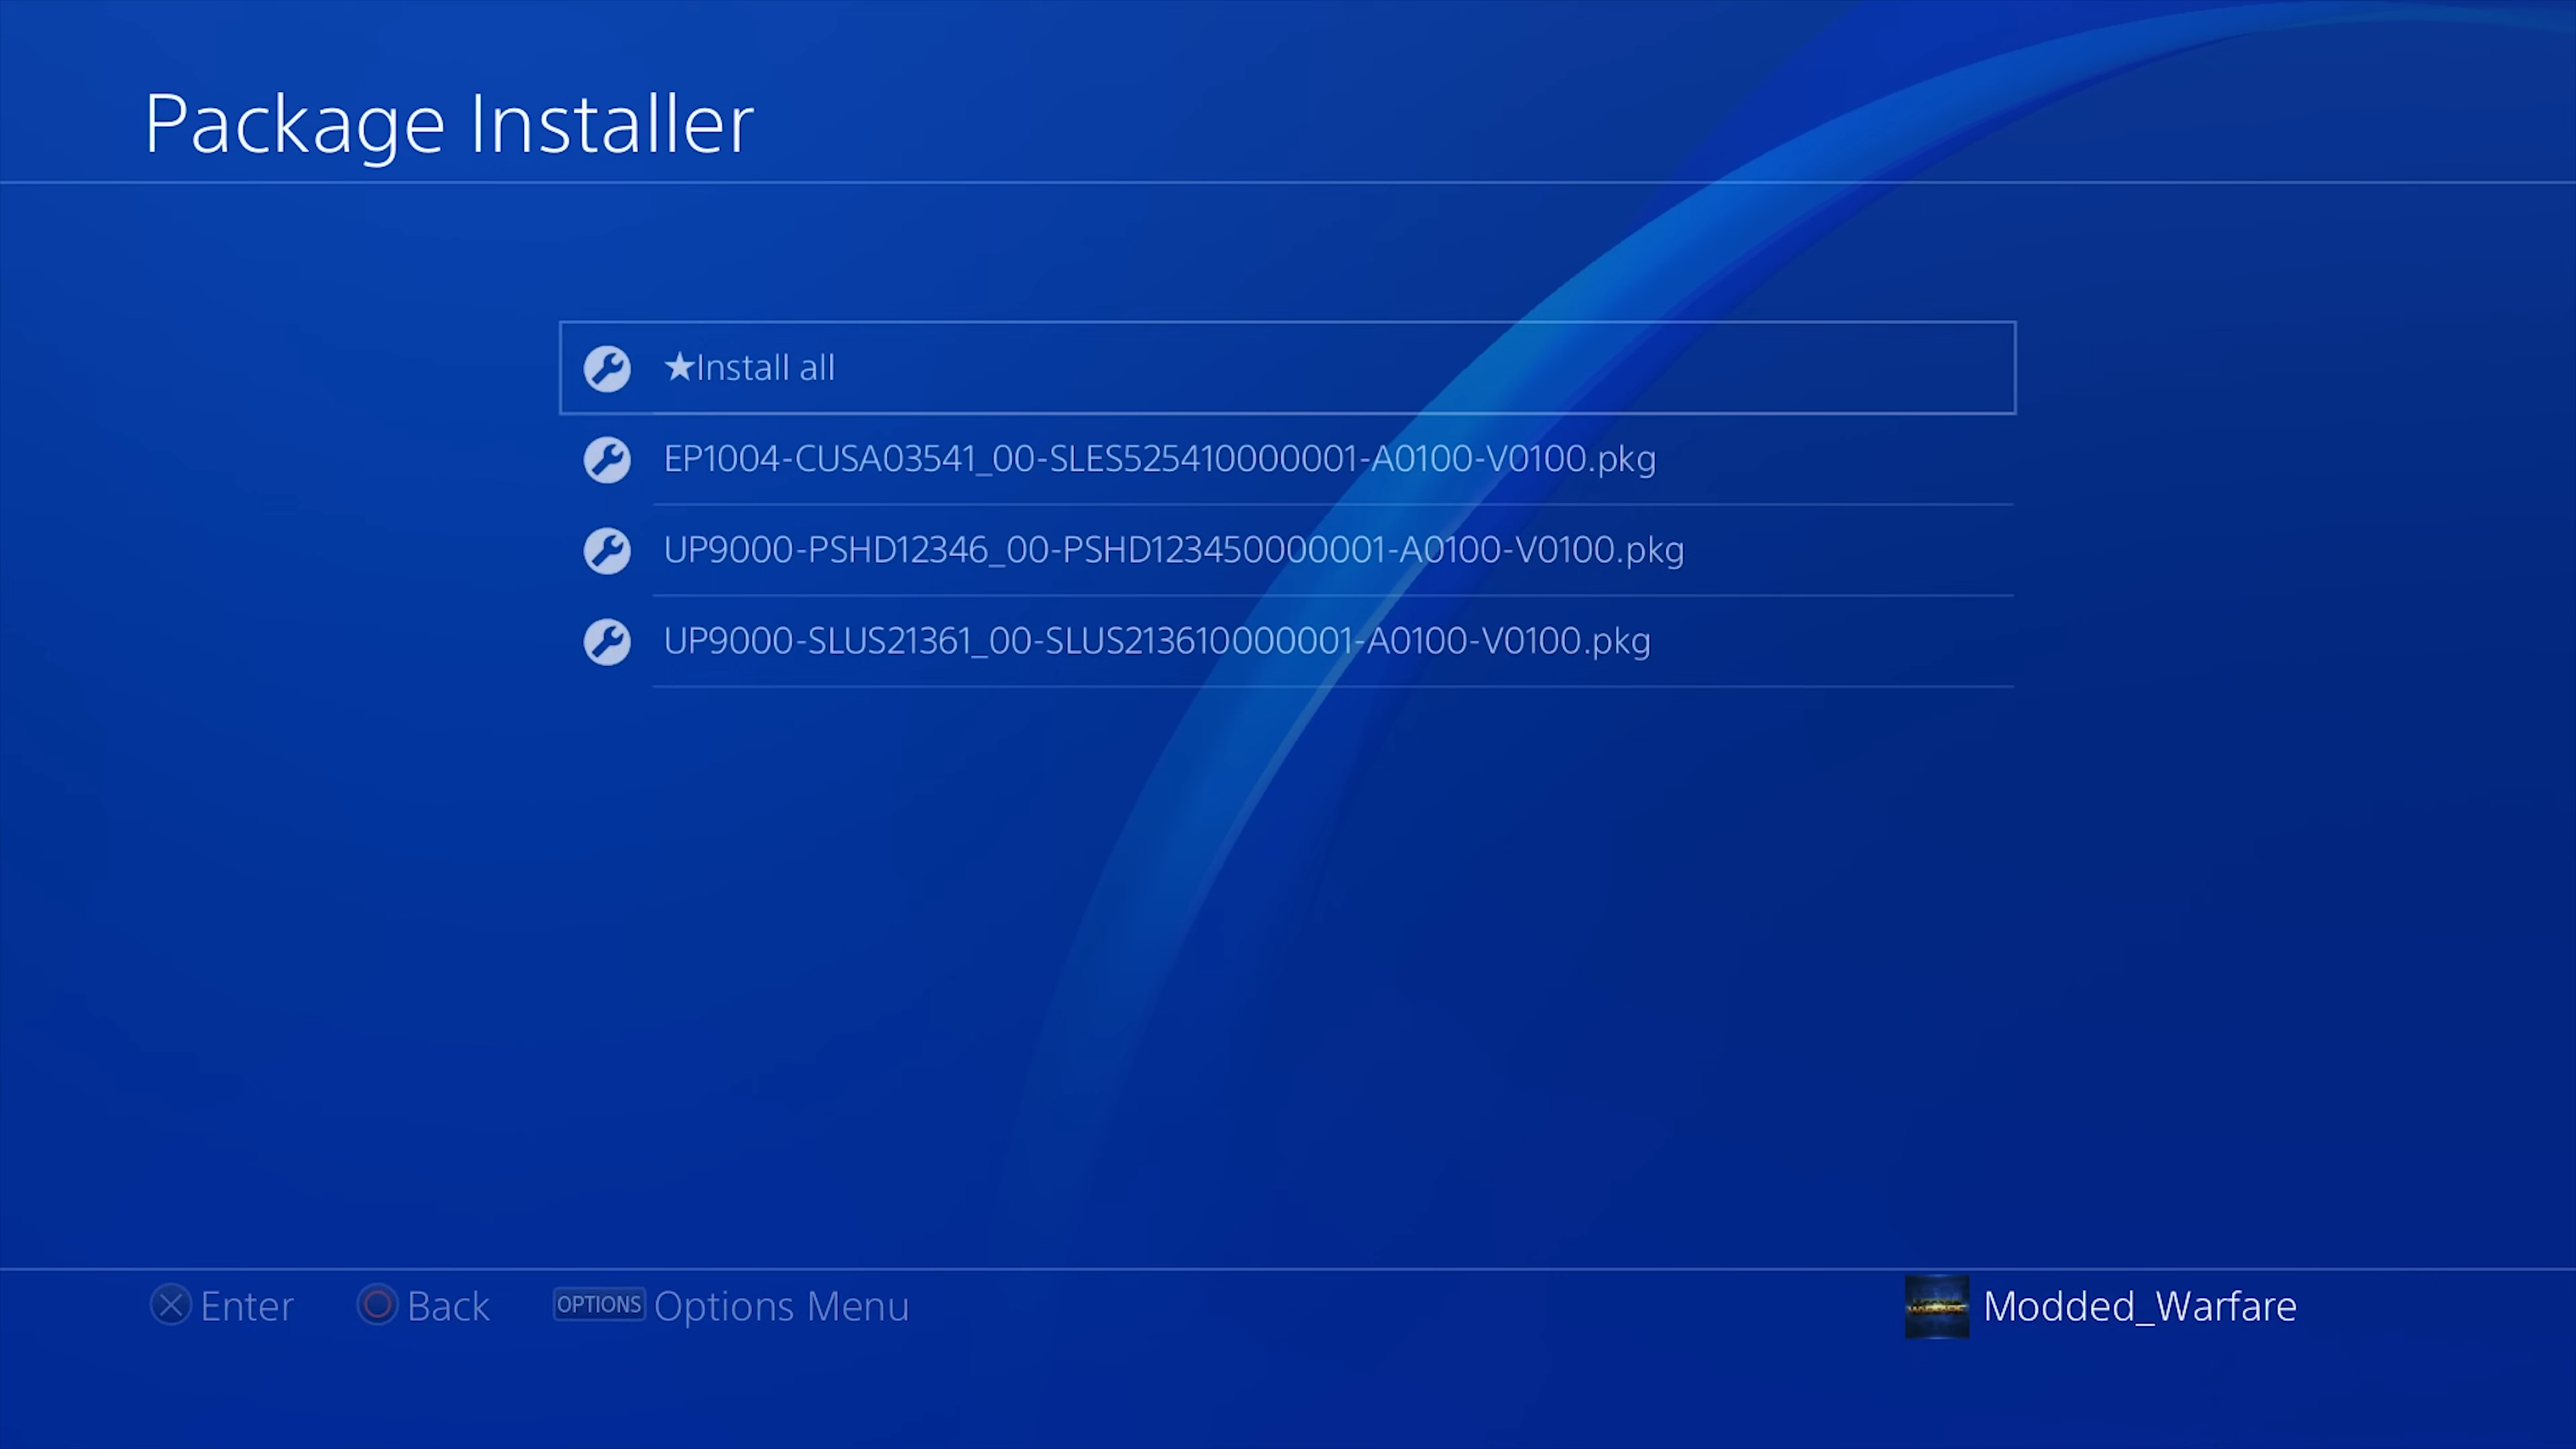 Package Installer
★Install all
EP1004-CUSA03541_00-SLES525410000001-A0100-V0100.pkg
UP9000-PSHD12346_00-PSHD123450000001-A0100-V0100.pkg
UP9000-SLUS21361_00-SLUS213610000001-A0100-V0100.pkg
Enter Back OPTIONS Options Menu Modded_Warfare